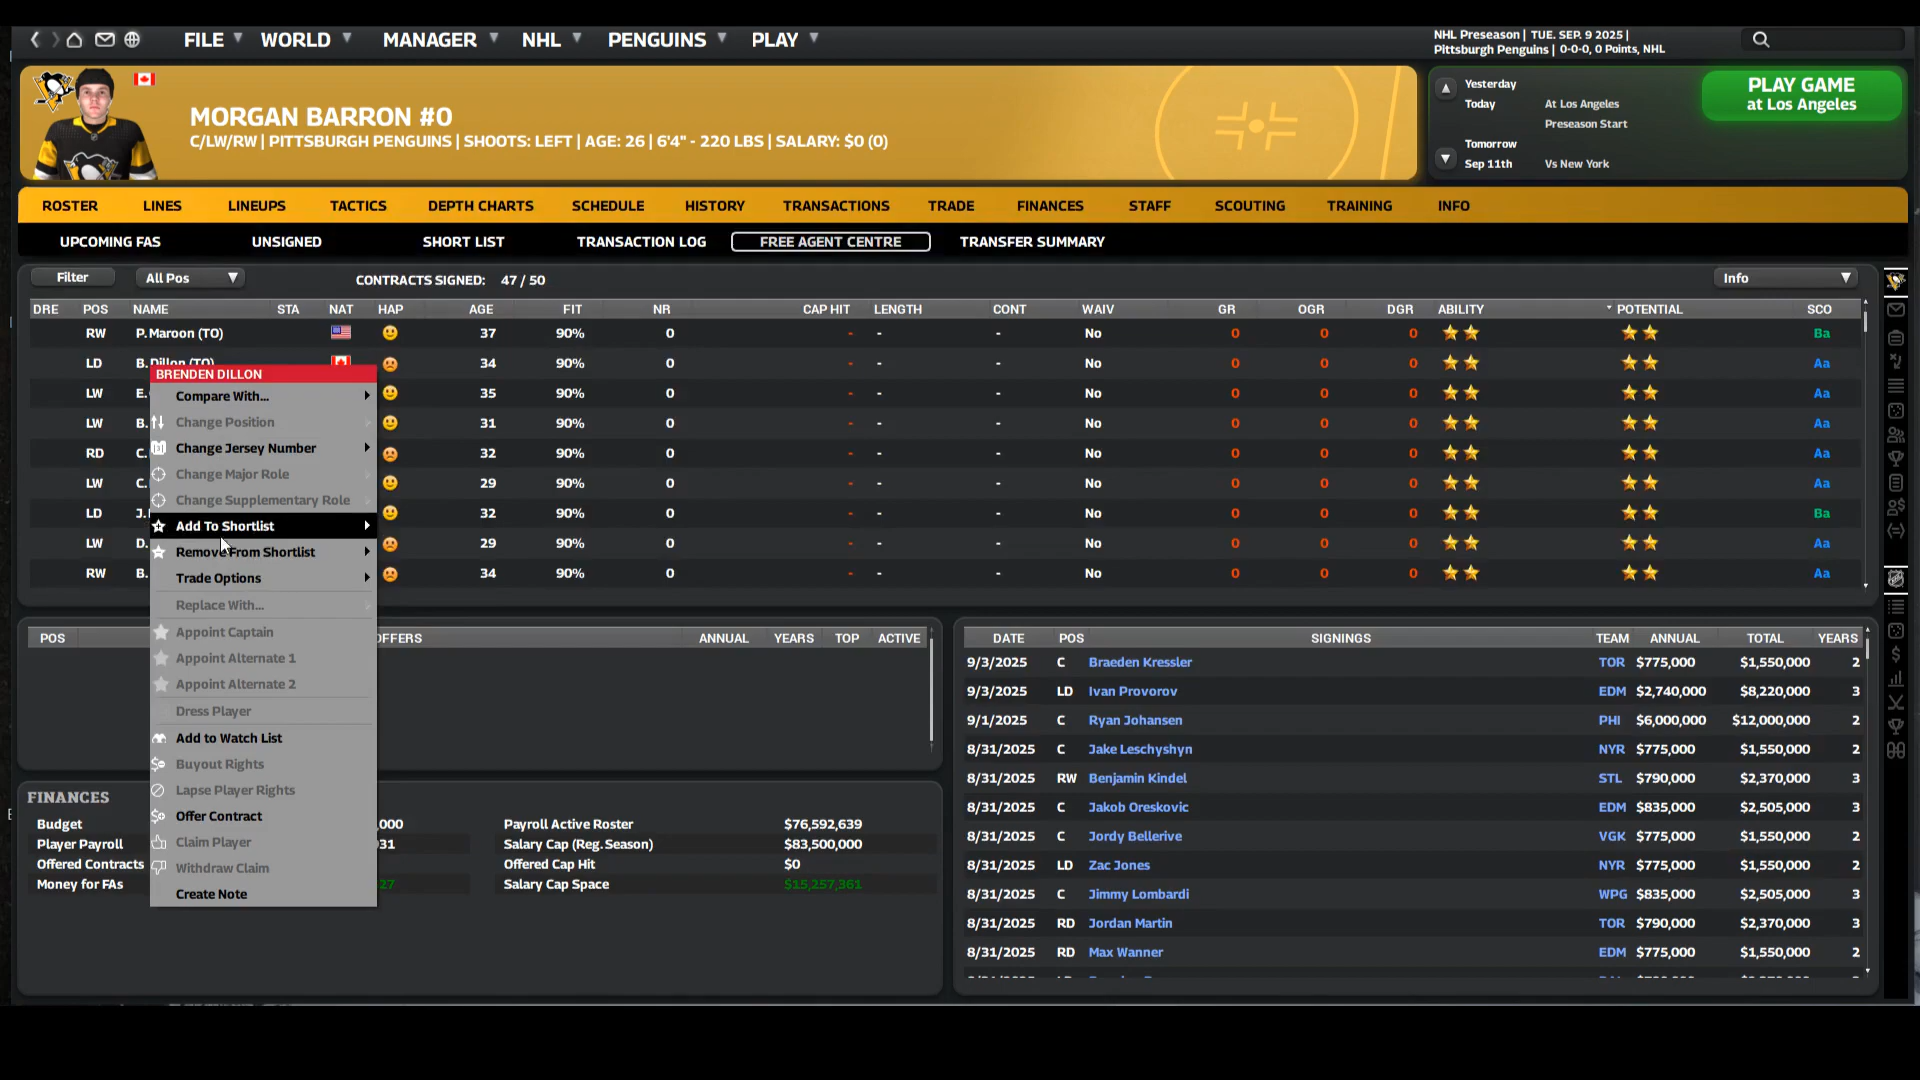 FILE WORLD MANAGER NHL PENGUINS PLAY
NHL Preseason | TUE. SEP. 9 2025 |
Pittsburgh Penguins | 0-0-0, 0 Points, NHL
MORGAN BARRON #0
C/LW/RW | PITTSBURGH PENGUINS | SHOOTS: LEFT | AGE: 26 | 6'4" - 220 LBS | SALARY: $0 (0)
Yesterday
Today At Los Angeles
Preseason Start
Tomorrow
Sep 11th Vs New York
PLAY GAME
at Los Angeles
ROSTER LINES LINEUPS TACTICS DEPTH CHARTS SCHEDULE HISTORY TRANSACTIONS TRADE FINANCES STAFF SCOUTING TRAINING INFO
UPCOMING FAS UNSIGNED SHORT LIST TRANSACTION LOG FREE AGENT CENTRE TRANSFER SUMMARY
Filter All Pos CONTRACTS SIGNED: 47 / 50 Info
DRE POS NAME STA NAT HAP AGE FIT NR CAP HIT LENGTH CONT WAIV GR OGR DGR ABILITY POTENTIAL SCO
RW P. Maroon (TO) 37 90% 0 - - - No 0 0 0 Ba
LD B. Dillon (TO) 34 90% 0 - - - No 0 0 0 Aa
LW E. 35 90% 0 - - - No 0 0 0 Aa
LW B. 31 90% 0 - - - No 0 0 0 Aa
RD C. 32 90% 0 - - - No 0 0 0 Aa
LW C. 29 90% 0 - - - No 0 0 0 Aa
LD J. 32 90% 0 - - - No 0 0 0 Ba
LW D. 29 90% 0 - - - No 0 0 0 Aa
RW B. 34 90% 0 - - - No 0 0 0 Aa
BRENDEN DILLON
Compare With...
Change Position
Change Jersey Number
Change Major Role
Change Supplementary Role
Add To Shortlist
Remove From Shortlist
Trade Options
Replace With...
Appoint Captain
Appoint Alternate 1
Appoint Alternate 2
Dress Player
Add to Watch List
Buyout Rights
Lapse Player Rights
Offer Contract
Claim Player
Withdraw Claim
Create Note
POS OFFERS ANNUAL YEARS TOP ACTIVE
FINANCES
Budget ,000 Payroll Active Roster $76,592,639
Player Payroll 931 Salary Cap (Reg. Season) $83,500,000
Offered Contracts Offered Cap Hit $0
Money for FAs 27 Salary Cap Space $15,257,361
DATE POS SIGNINGS TEAM ANNUAL TOTAL YEARS
9/3/2025 C Braeden Kressler TOR $775,000 $1,550,000 2
9/3/2025 LD Ivan Provorov EDM $2,740,000 $8,220,000 3
9/1/2025 C Ryan Johansen PHI $6,000,000 $12,000,000 2
8/31/2025 C Jake Leschyshyn NYR $775,000 $1,550,000 2
8/31/2025 RW Benjamin Kindel STL $790,000 $2,370,000 3
8/31/2025 C Jakob Oreskovic EDM $835,000 $2,505,000 3
8/31/2025 C Jordy Bellerive VGK $775,000 $1,550,000 2
8/31/2025 LD Zac Jones NYR $775,000 $1,550,000 2
8/31/2025 C Jimmy Lombardi WPG $835,000 $2,505,000 3
8/31/2025 RD Jordan Martin TOR $790,000 $2,370,000 3
8/31/2025 RD Max Wanner EDM $775,000 $1,550,000 2